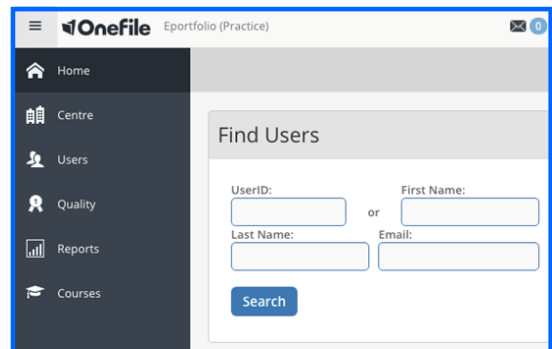 Onefile Eportfolio (Practice) 0
Home
Centre
Users
Quality
Reports
Courses
Find Users
UserID: First Name:
or
Last Name: Email:
Search